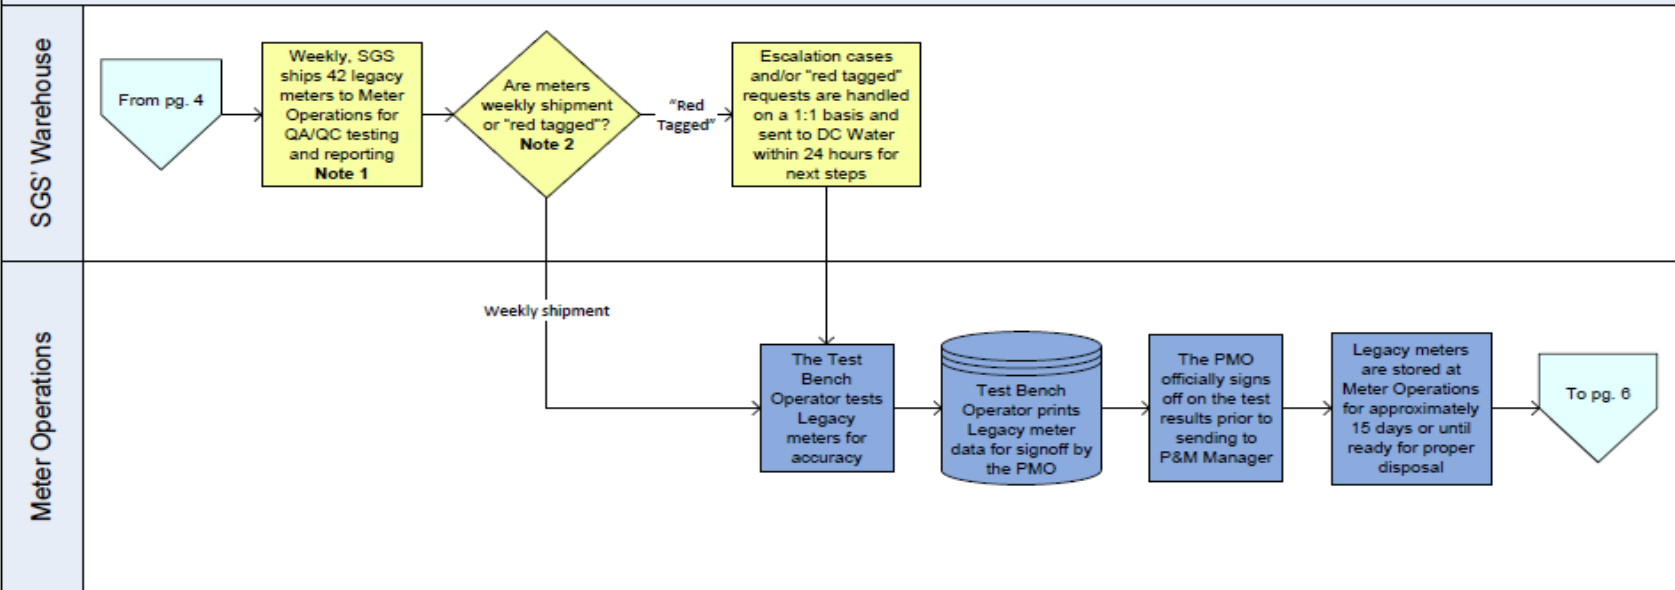 SGS' Warehouse
From pg. 4
Weekly, SGS
ships 42 legacy
meters to Meter
Operations for
QA/QC testing
and reporting
Note 1
Are meters
weekly shipment
or "red tagged"?
Note 2
"Red
Tagged"
Escalation cases
and/or "red tagged"
requests are handled
on a 1:1 basis and
sent to DC Water
within 24 hours for
next steps
Meter Operations
Weekly shipment
The Test
Bench
Operator tests
Legacy
meters for
accuracy
Test Bench
Operator prints
Legacy meter
data for signoff by
the PMO
The PMO
officially signs
off on the test
results prior to
sending to
P&M Manager
Legacy meters
are stored at
Meter Operations
for approximately
15 days or until
ready for proper
disposal
To pg. 6